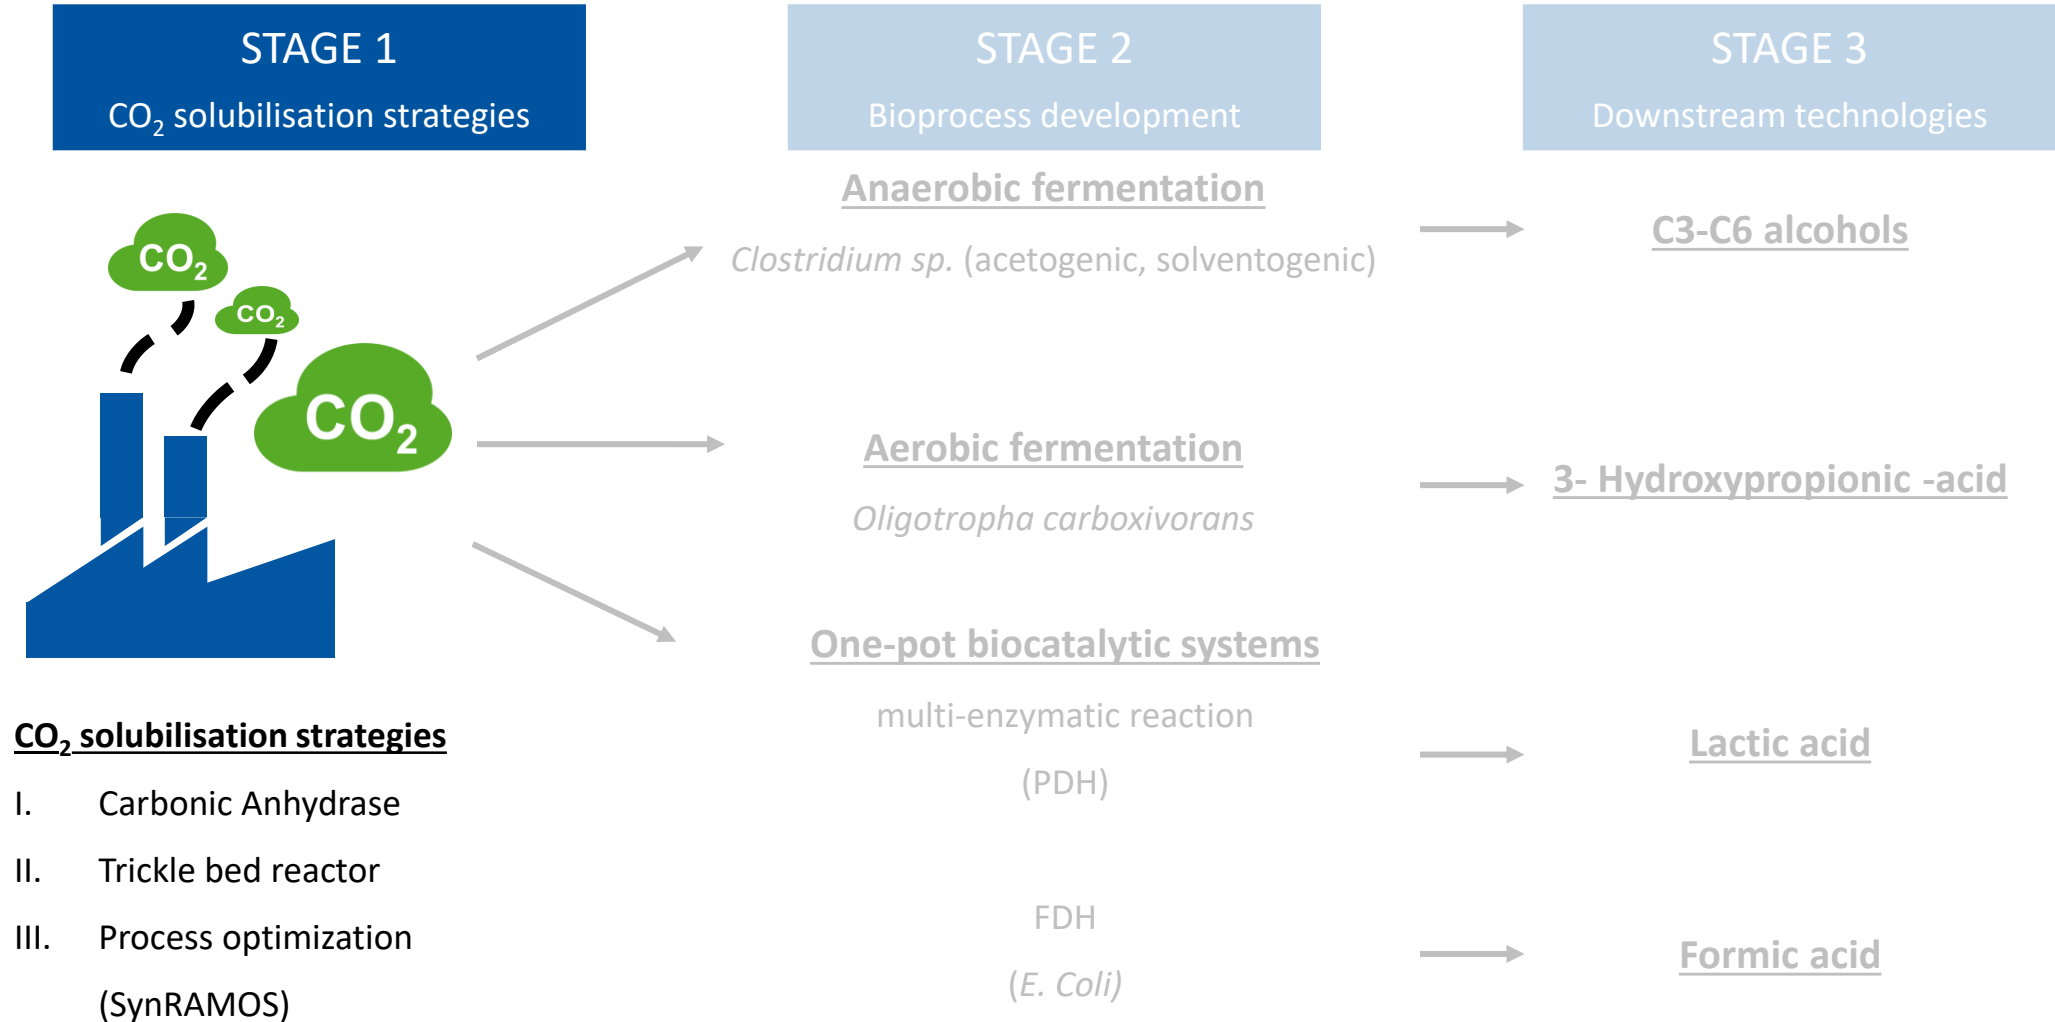 STAGE 1
CO₂ solubilisation strategies
STAGE 2
Bioprocess development
STAGE 3
Downstream technologies
CO₂
CO₂
CO₂
CO₂ solubilisation strategies
I. Carbonic Anhydrase
II. Trickle bed reactor
III. Process optimization
(SynRAMOS)
Anaerobic fermentation
Clostridium sp. (acetogenic, solventogenic)
Aerobic fermentation
Oligotropha carboxivorans
One-pot biocatalytic systems
multi-enzymatic reaction
(PDH)
FDH
(E. Coli)
C3-C6 alcohols
3- Hydroxypropionic -acid
Lactic acid
Formic acid